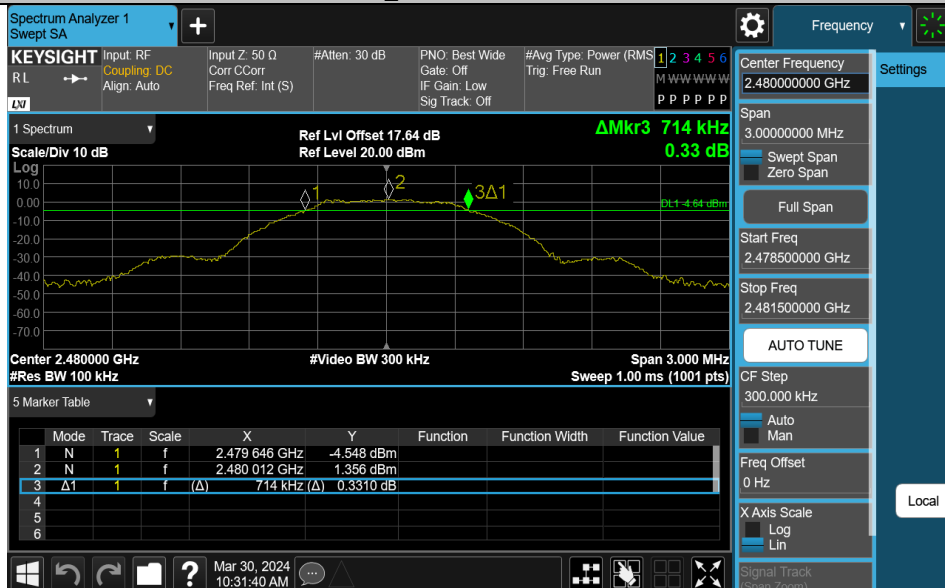 Spectrum Analyzer 1
Swept SA
+
Frequency
KEYSIGHT
RL
LXI
Input: RF
Coupling: DC
Align: Auto
Input Z: 50 Ω
Corr CCorr
Freq Ref: Int (S)
#Atten: 30 dB
PNO: Best Wide
Gate: Off
IF Gain: Low
Sig Track: Off
#Avg Type: Power (RMS
Trig: Free Run
1 2 3 4 5 6
M W W W W W
P P P P P P
1 Spectrum
Scale/Div 10 dB
Ref Lvl Offset 17.64 dB
Ref Level 20.00 dBm
ΔMkr3 714 kHz
0.33 dB
Log
10.0
0.00
-10.0
-20.0
-30.0
-40.0
-50.0
-60.0
-70.0
1
2
3Δ1
DL1 -4.64 dBm
Center 2.480000 GHz
#Res BW 100 kHz
#Video BW 300 kHz
Span 3.000 MHz
Sweep 1.00 ms (1001 pts)
5 Marker Table
Mode Trace Scale X Y Function Function Width Function Value
1 N 1 f 2.479 646 GHz -4.548 dBm
2 N 1 f 2.480 012 GHz 1.356 dBm
3 Δ1 1 f (Δ) 714 kHz (Δ) 0.3310 dB
4
5
6
?
Mar 30, 2024
10:31:40 AM
Center Frequency
2.480000000 GHz
Span
3.00000000 MHz
Swept Span
Zero Span
Full Span
Start Freq
2.478500000 GHz
Stop Freq
2.481500000 GHz
AUTO TUNE
CF Step
300.000 kHz
Auto
Man
Freq Offset
0 Hz
X Axis Scale
Log
Lin
Signal Track
(Span Zoom)
Settings
Local